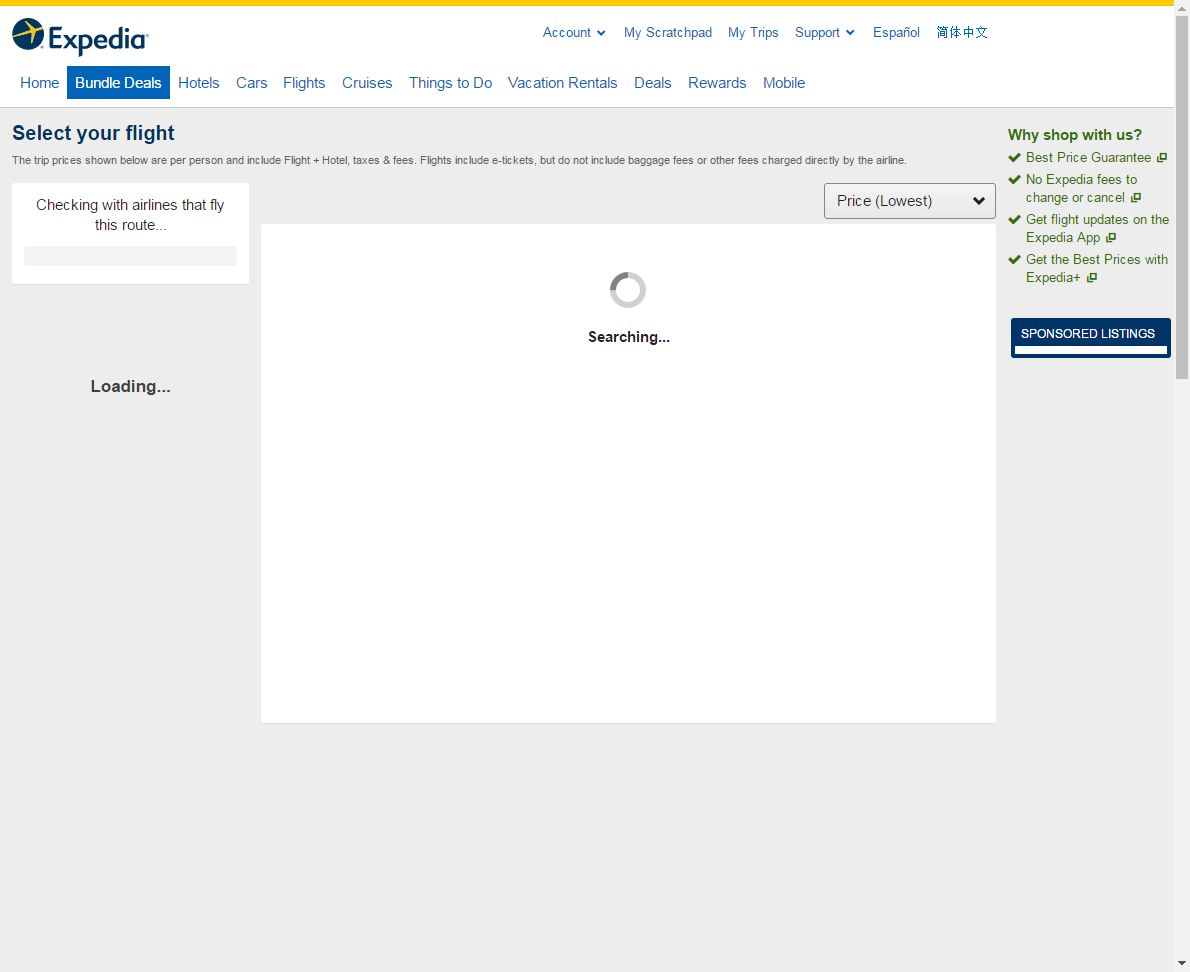 Expedia
Account
My Scratchpad
My Trips
Support
Español
简体中文
Home
Bundle Deals
Hotels
Cars
Flights
Cruises
Things to Do
Vacation Rentals
Deals
Rewards
Mobile
Select your flight
The trip prices shown below are per person and include Flight + Hotel, taxes & fees. Flights include e-tickets, but do not include baggage fees or other fees charged directly by the airline.
Checking with airlines that fly
this route...
Loading...
Price (Lowest)
Searching...
Why shop with us?
Best Price Guarantee
No Expedia fees to
change or cancel
Get flight updates on the
Expedia App
Get the Best Prices with
Expedia+
SPONSORED LISTINGS